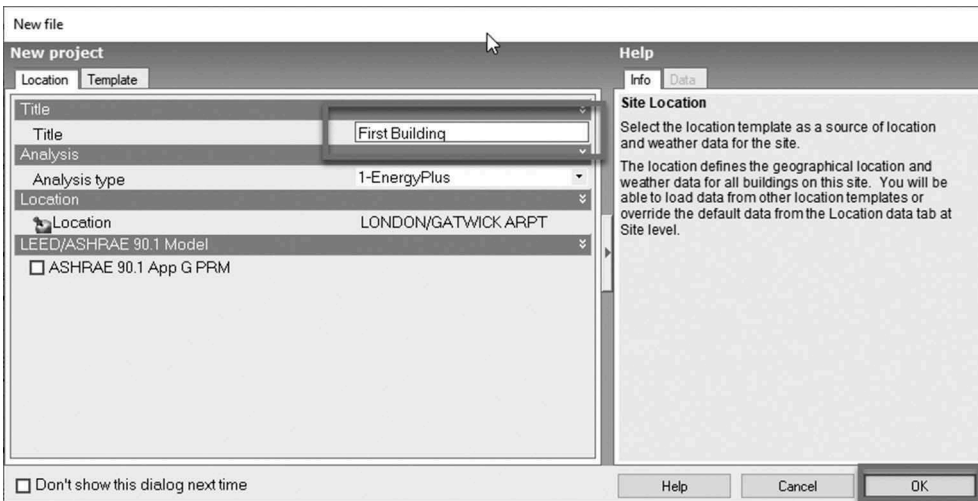 New file
New project
Location Template
Title
Title First Building
Analysis
Analysis type 1-EnergyPlus
Location
Location LONDON/GATWICK ARPT
LEED/ASHRAE 90.1 Model
ASHRAE 90.1 App G PRM
Don't show this dialog next time
Help
Info Data
Site Location
Select the location template as a source of location
and weather data for the site.
The location defines the geographical location and
weather data for all buildings on this site. You will be
able to load data from other location templates or
override the default data from the Location data tab at
Site level.
Help Cancel OK